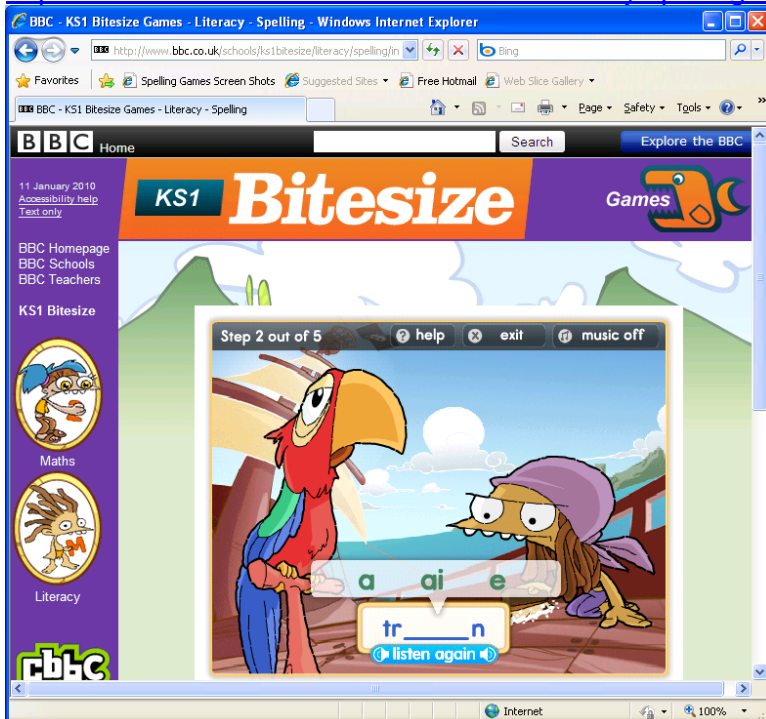 BBC - KS1 Bitesize Games - Literacy - Spelling - Windows Internet Explorer
http://www.bbc.co.uk/schools/ks1bitesize/literacy/spelling/in
Bing
Favorites Spelling Games Screen Shots Suggested Sites Free Hotmail Web Slice Gallery
BBC - KS1 Bitesize Games - Literacy - Spelling
Page Safety Tools
BBC Home Search Explore the BBC
11 January 2010
Accessibility help
Text only
KS1 Bitesize
Games
BBC Homepage
BBC Schools
BBC Teachers
KS1 Bitesize
Maths
Literacy
cbbc
Step 2 out of 5 help exit music off
a ai e
tr_____n
listen again
Internet 100%